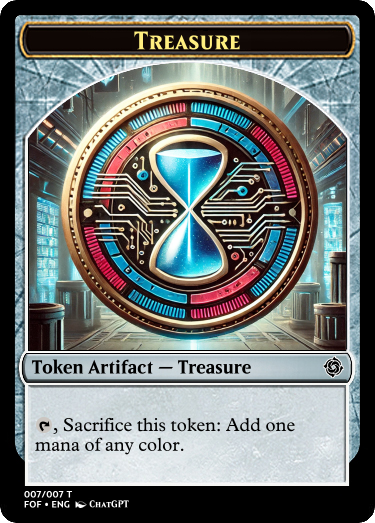 Treasure
Token Artifact — Treasure
, Sacrifice this token: Add one
mana of any color.
007/007 T
FOF • ENG ChatGPT